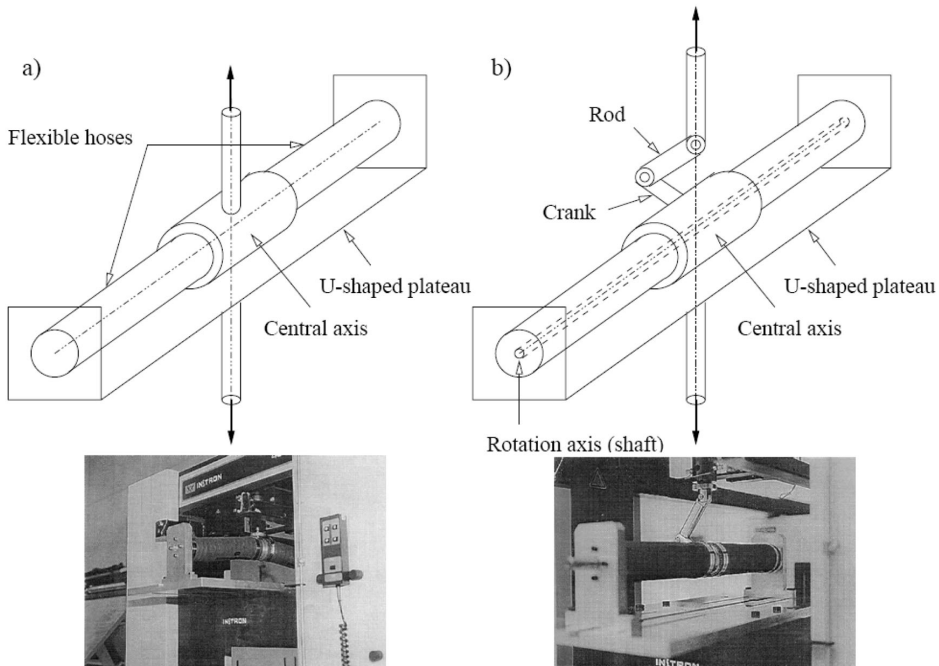 a)
Flexible hoses
U-shaped plateau
Central axis
b)
Rod
Crank
U-shaped plateau
Central axis
Rotation axis (shaft)
INSTRON
INSTRON
INSTRON